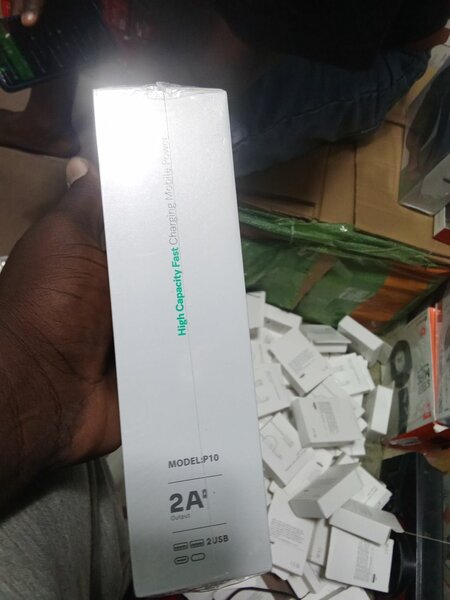 High Capacity Fast Charging Mobile Power
MODEL:P10
2A
Output
2USB